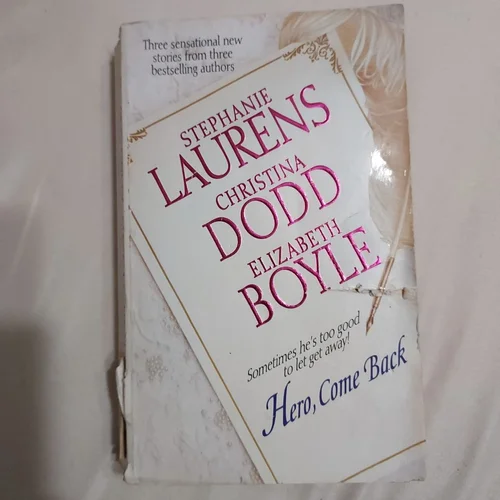 Three sensational new
stories from three
bestselling authors
STEPHANIE
LAURENS
CHRISTINA
DODD
ELIZABETH
BOYLE
Sometimes he's too good
to let get away!
Hero, Come Back